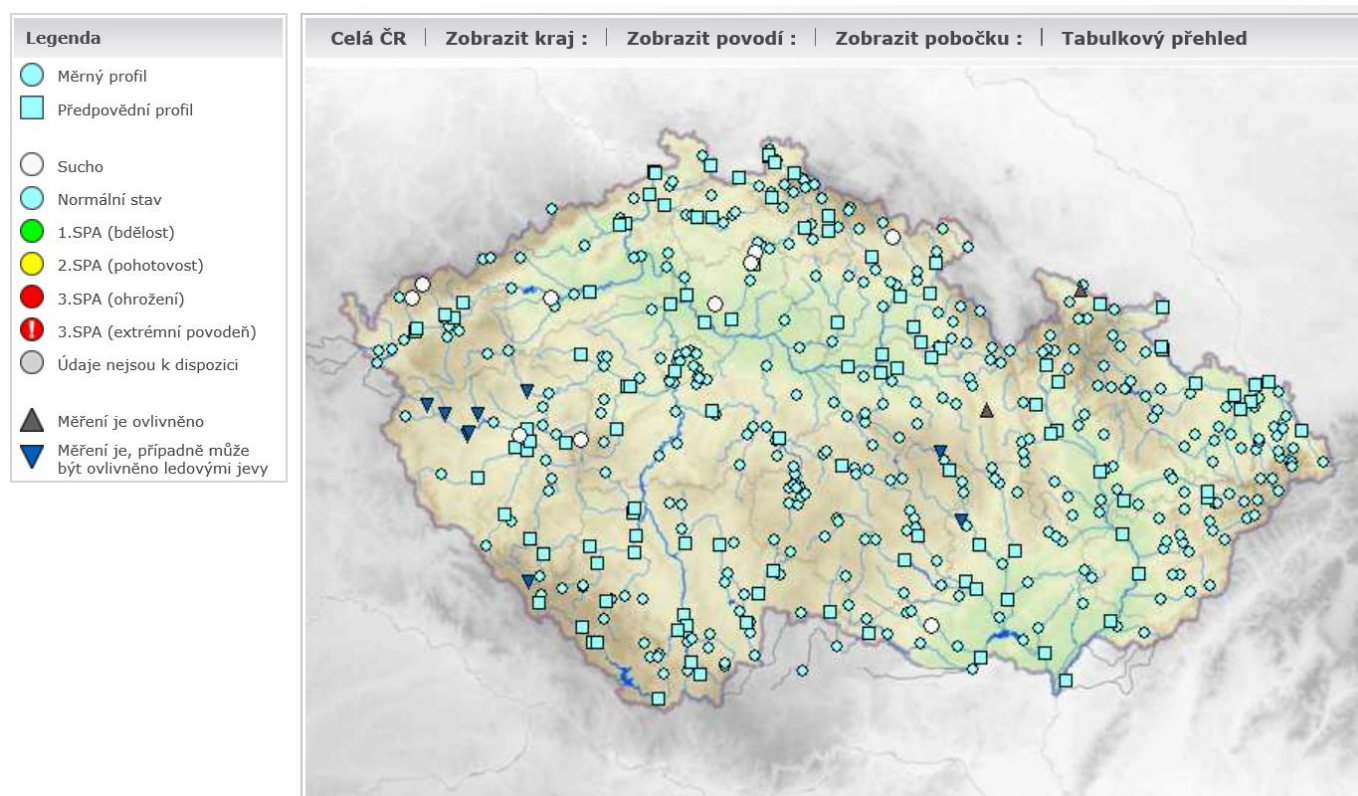 Legenda
Měrný profil
Předpovědní profil
Sucho
Normální stav
1.SPA (bdělost)
2.SPA (pohotovost)
3.SPA (ohrožení)
3.SPA (extrémní povodeň)
Údaje nejsou k dispozici
Měření je ovlivněno
Měření je, případně může
být ovlivněno ledovými jevy
Celá ČR | Zobrazit kraj : | Zobrazit povodí : | Zobrazit pobočku : | Tabulkový přehled